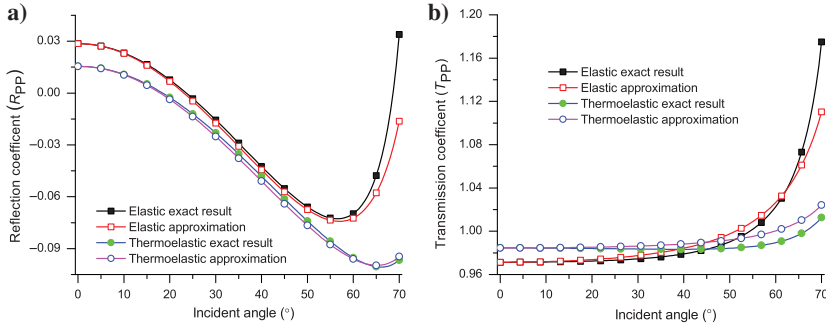 a)
Reflection coefficent (RPP)
0.03
0.00
−0.03
−0.06
−0.09
Elastic exact result
Elastic approximation
Thermoelastic exact result
Thermoelastic approximation
0 10 20 30 40 50 60 70
Incident angle (°)
b)
Transmission coefficent (TPP)
1.20
1.16
1.12
1.08
1.04
1.00
0.96
Elastic exact result
Elastic approximation
Thermoelastic exact result
Thermoelastic approximation
0 10 20 30 40 50 60 70
Incident angle (°)